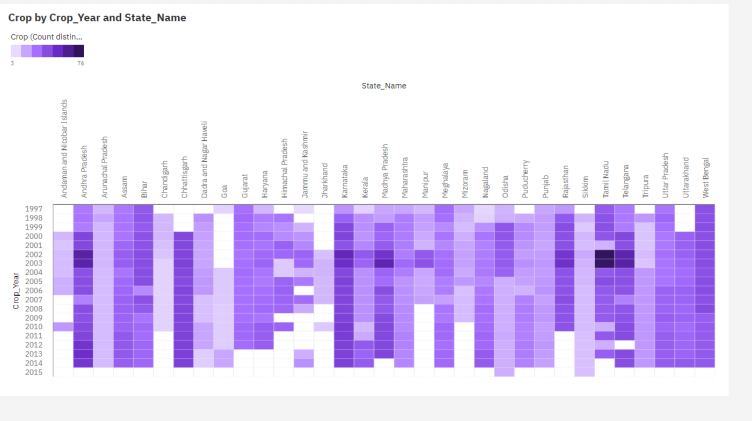 Crop by Crop_Year and State_Name
Crop (Count distin...
3 76
State_Name
Andaman and Nicobar Islands
Andhra Pradesh
Arunachal Pradesh
Assam
Bihar
Chandigarh
Chhattisgarh
Dadra and Nagar Haveli
Goa
Gujarat
Haryana
Himachal Pradesh
Jammu and Kashmir
Jharkhand
Karnataka
Kerala
Madhya Pradesh
Maharashtra
Manipur
Meghalaya
Mizoram
Nagaland
Odisha
Puducherry
Punjab
Rajasthan
Sikkim
Tamil Nadu
Telangana
Tripura
Uttar Pradesh
Uttarakhand
West Bengal
Crop_Year
1997
1998
1999
2000
2001
2002
2003
2004
2005
2006
2007
2008
2009
2010
2011
2012
2013
2014
2015